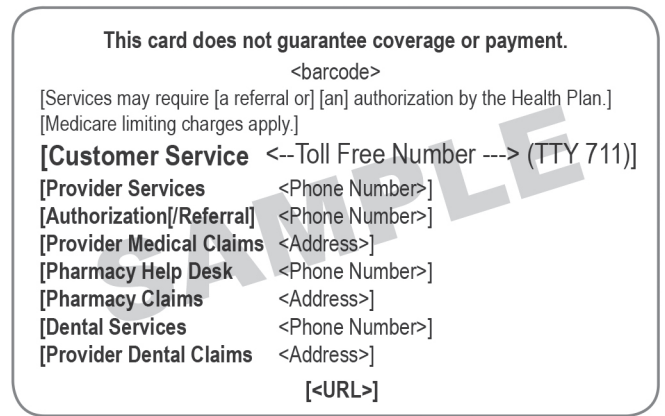 This card does not guarantee coverage or payment.
<barcode>
[Services may require [a referral or] [an] authorization by the Health Plan.]
[Medicare limiting charges apply.]
[Customer Service <--Toll Free Number ---> (TTY 711)]
[Provider Services <Phone Number>]
[Authorization[/Referral] <Phone Number>]
[Provider Medical Claims <Address>]
[Pharmacy Help Desk <Phone Number>]
[Pharmacy Claims <Address>]
[Dental Services <Phone Number>]
[Provider Dental Claims <Address>]
[<URL>]
SAMPLE